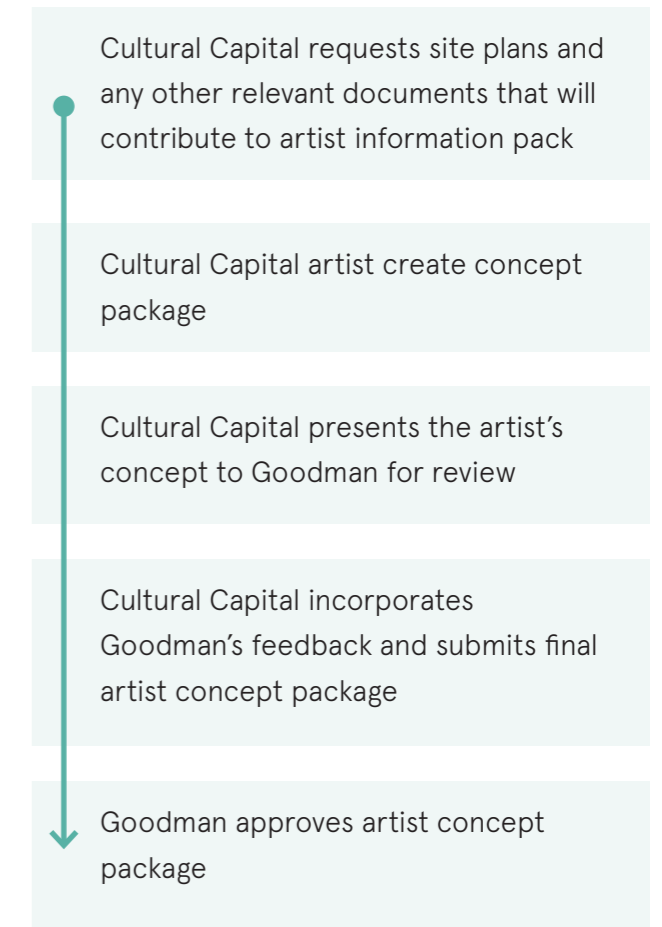 Cultural Capital requests site plans and
any other relevant documents that will
contribute to artist information pack
Cultural Capital artist create concept
package
Cultural Capital presents the artist’s
concept to Goodman for review
Cultural Capital incorporates
Goodman’s feedback and submits final
artist concept package
Goodman approves artist concept
package